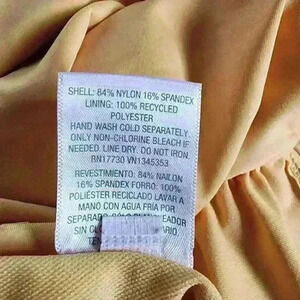 SHELL: 84% NYLON 16% SPANDEX
LINING: 100% RECYCLED
POLYESTER
HAND WASH COLD SEPARATELY.
ONLY NON-CHLORINE BLEACH IF
NEEDED. LINE DRY. DO NOT IRON.
RN17730 VN1345353
REVESTIMIENTO: 84% NAILON
16% SPANDEX FORRO: 100%
POLIÉSTER RECICLADO LAVAR A
MANO CON AGUA FRÍA POR
SEPARADO
SIN